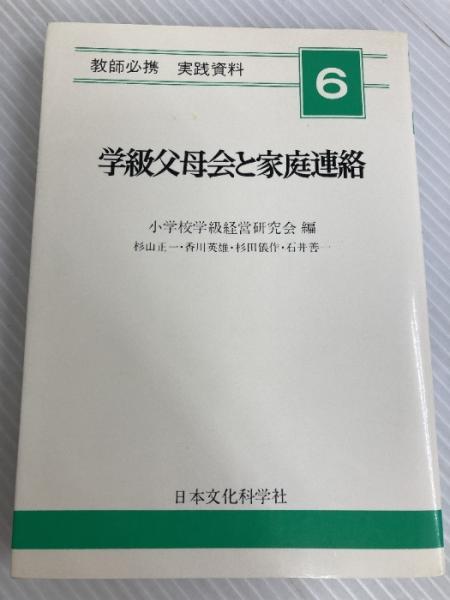 教師必携 実践資料
6
学級父母会と家庭連絡
小学校学級経営研究会 編
杉山正一・香川英雄・杉田儀作・石井善一
日本文化科学社